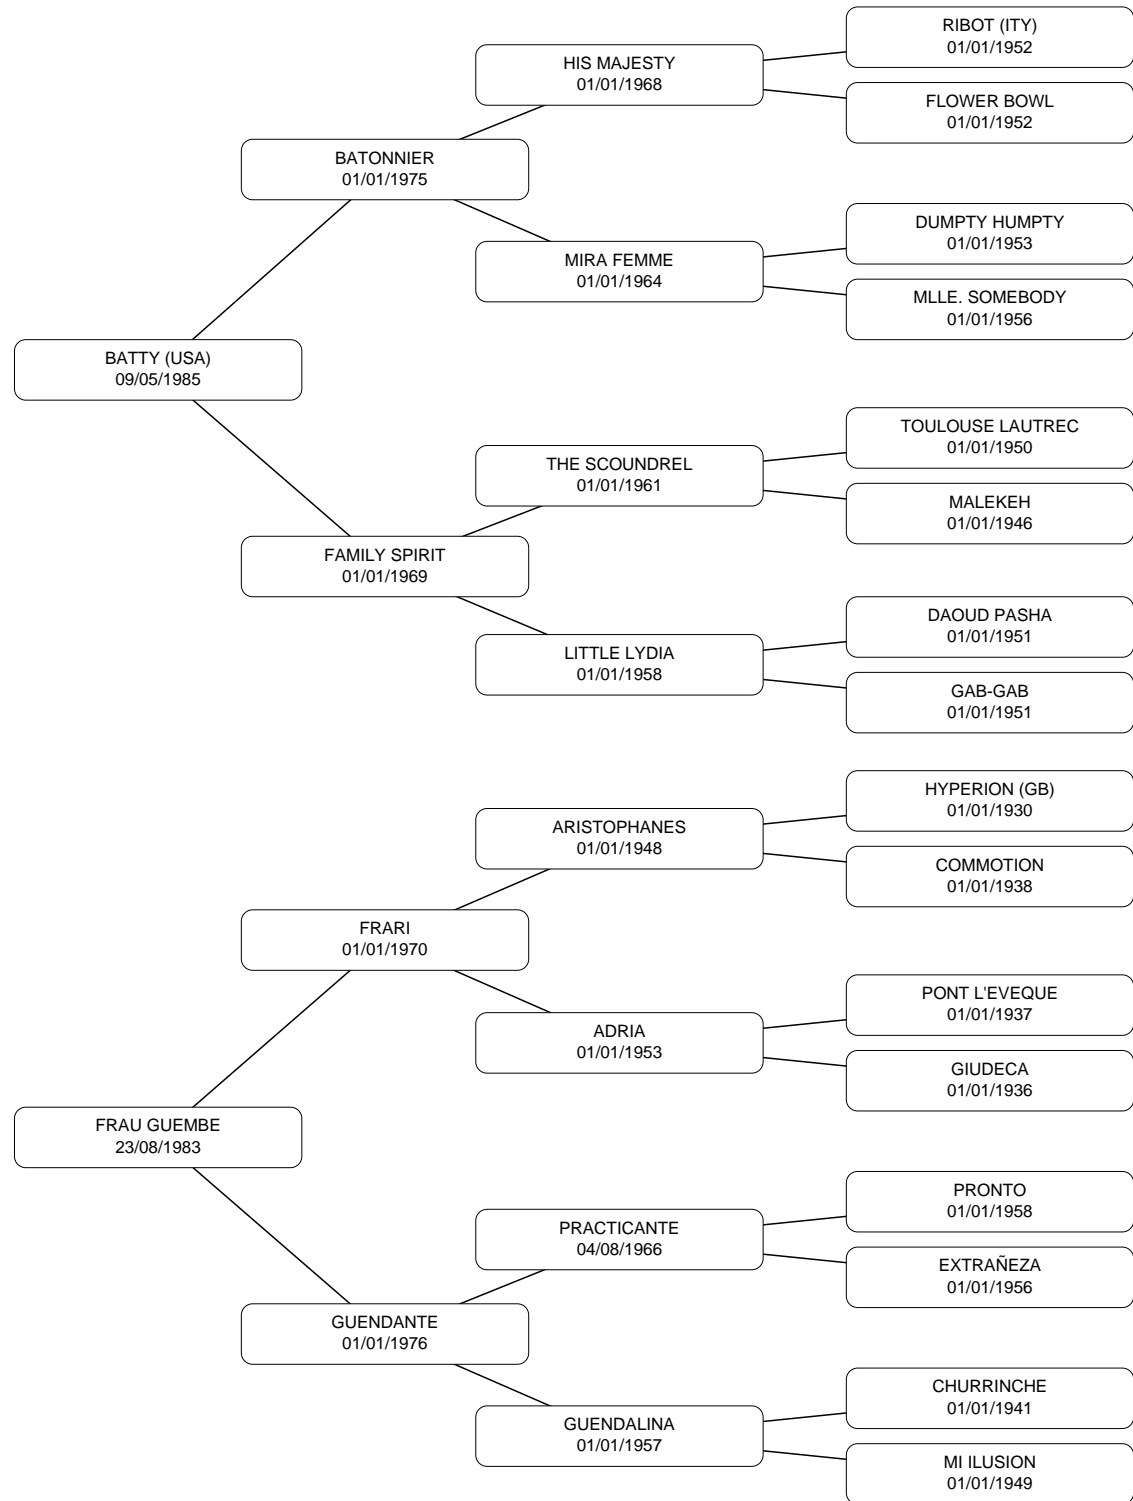 RIBOT (ITY)
01/01/1952
HIS MAJESTY
01/01/1968
FLOWER BOWL
01/01/1952
BATONNIER
01/01/1975
DUMPTY HUMPTY
01/01/1953
MIRA FEMME
01/01/1964
MLLE. SOMEBODY
01/01/1956
BATTY (USA)
09/05/1985
TOULOUSE LAUTREC
01/01/1950
THE SCOUNDREL
01/01/1961
MALEKEH
01/01/1946
FAMILY SPIRIT
01/01/1969
DAOUD PASHA
01/01/1951
LITTLE LYDIA
01/01/1958
GAB-GAB
01/01/1951
HYPERION (GB)
01/01/1930
ARISTOPHANES
01/01/1948
COMMOTION
01/01/1938
FRARI
01/01/1970
PONT L'EVEQUE
01/01/1937
ADRIA
01/01/1953
GIUDECA
01/01/1936
FRAU GUEMBE
23/08/1983
PRONTO
01/01/1958
PRACTICANTE
04/08/1966
EXTRAÑEZA
01/01/1956
GUENDANTE
01/01/1976
CHURRINCHE
01/01/1941
GUENDALINA
01/01/1957
MI ILUSION
01/01/1949